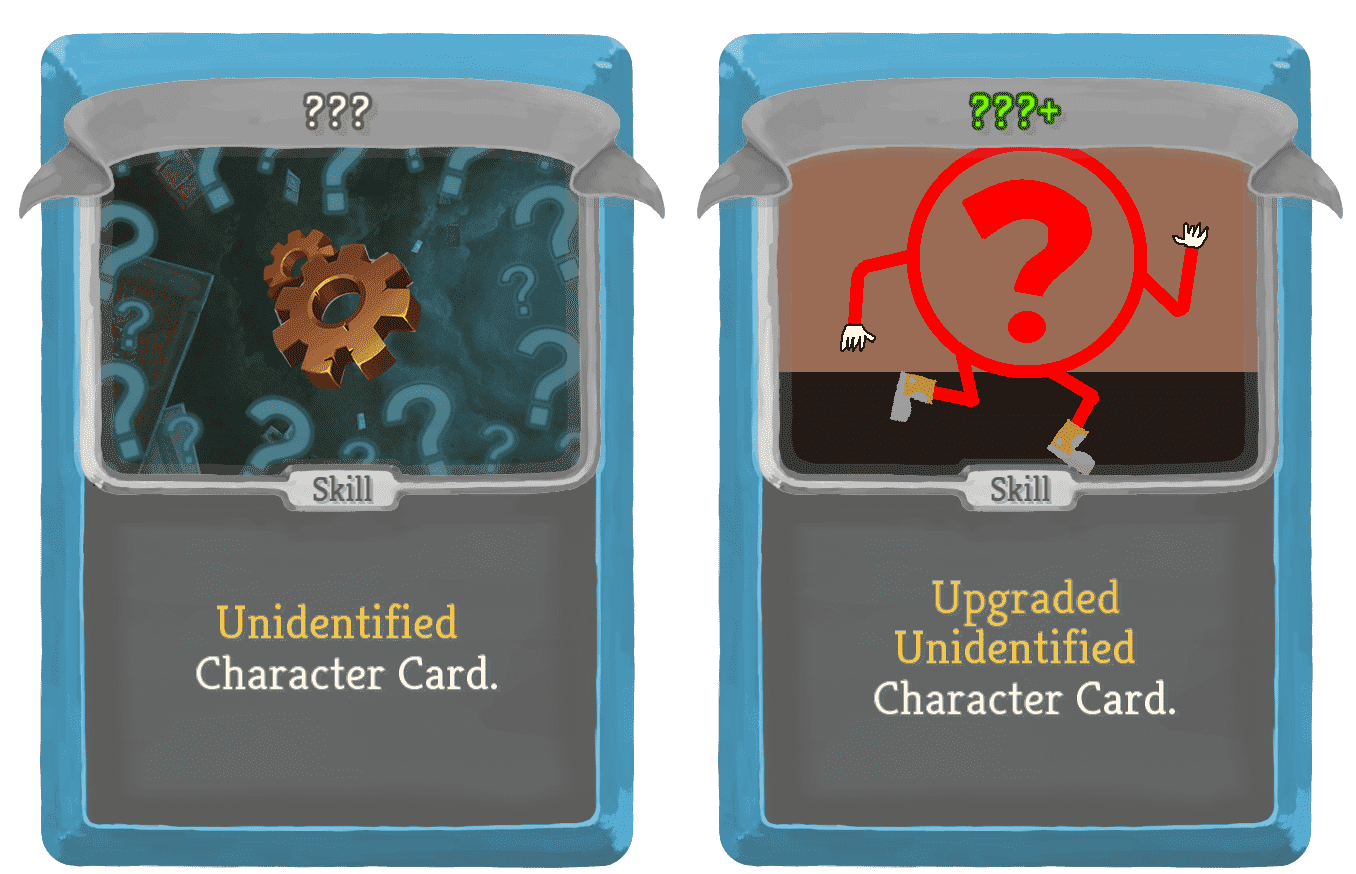 ???
Skill
Unidentified
Character Card.
???+
?
Skill
Upgraded
Unidentified
Character Card.